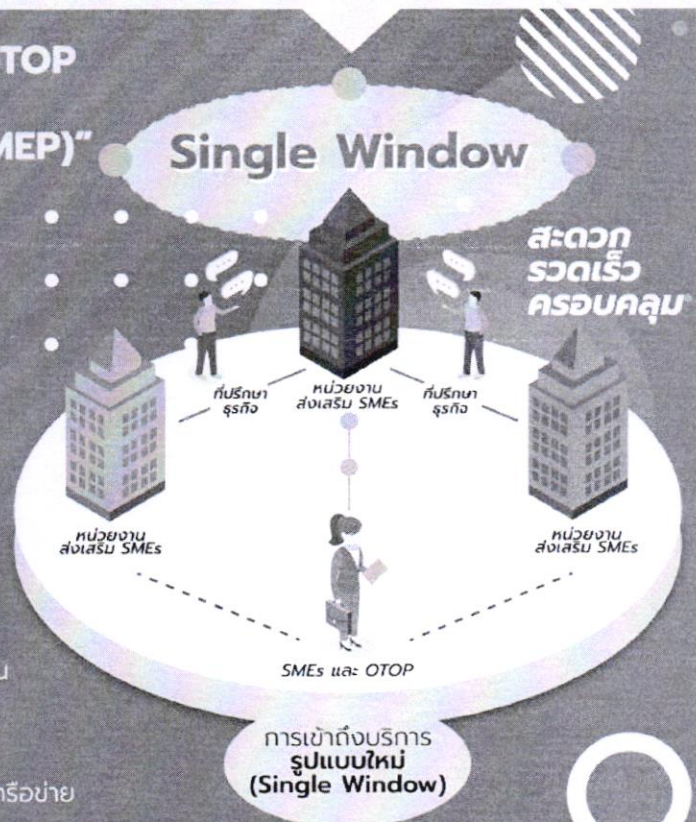 TOP
MEP)”
Single Window
สะดวก
รวดเร็ว
ครอบคลุม
ที่ปรึกษา
ธุรกิจ
หน่วยงาน
ส่งเสริม SMEs
ที่ปรึกษา
ธุรกิจ
หน่วยงาน
ส่งเสริม SMEs
หน่วยงาน
ส่งเสริม SMEs
SMEs และ OTOP
การเข้าถึงบริการ
รูปแบบใหม่
(Single Window)